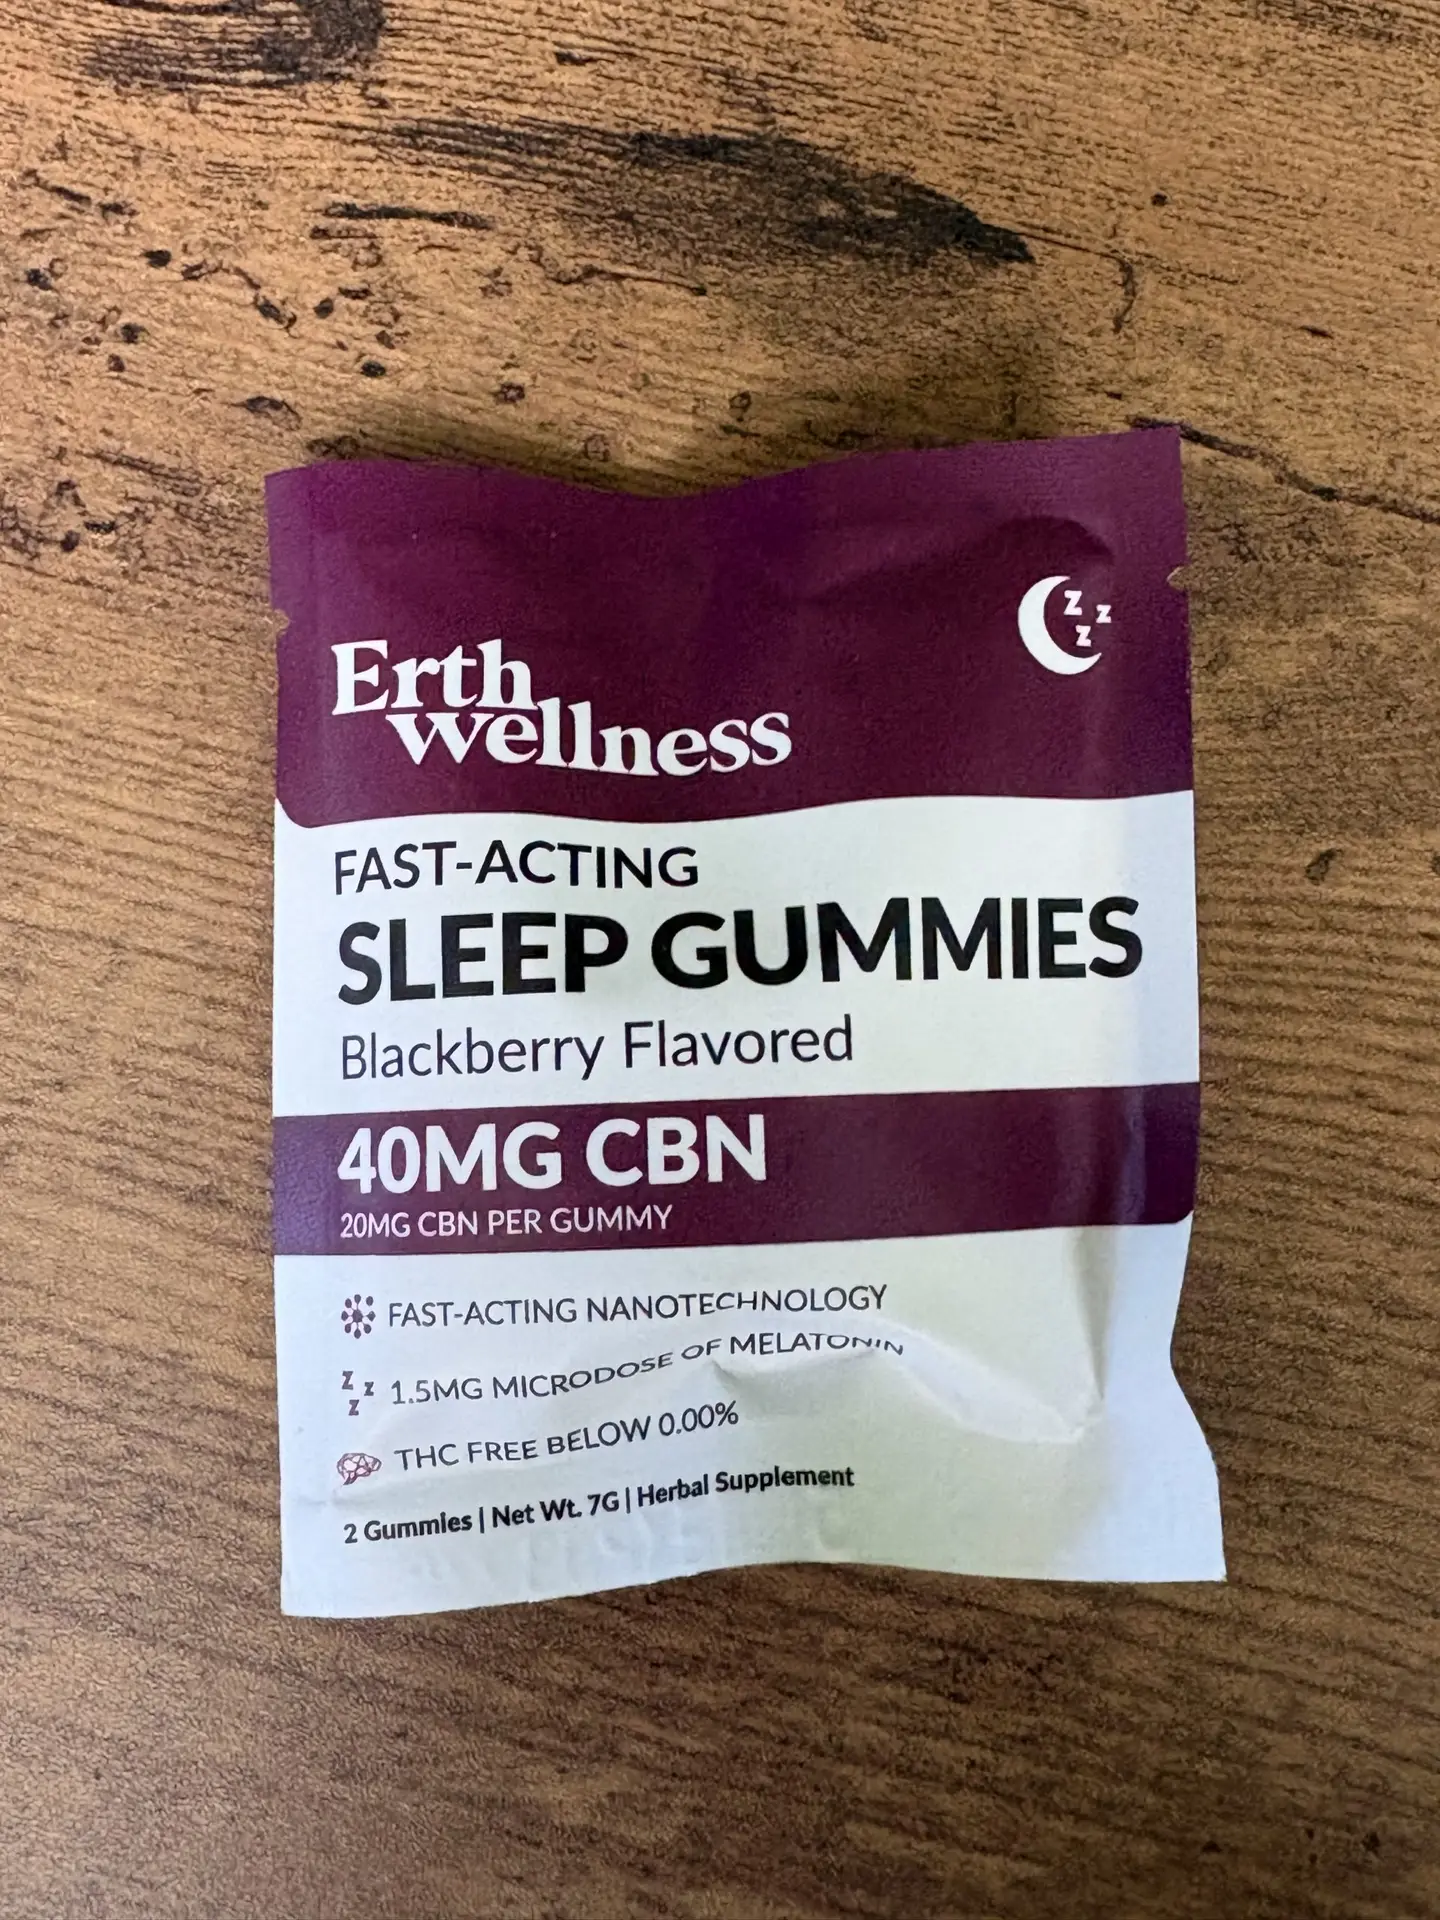 Erth
wellness
FAST-ACTING
SLEEP GUMMIES
Blackberry Flavored
40MG CBN
20MG CBN PER GUMMY
FAST-ACTING NANOTECHNOLOGY
1.5MG MICRODOSE OF MELATONIN
THC FREE BELOW 0.00%
2 Gummies | Net Wt. 7G | Herbal Supplement